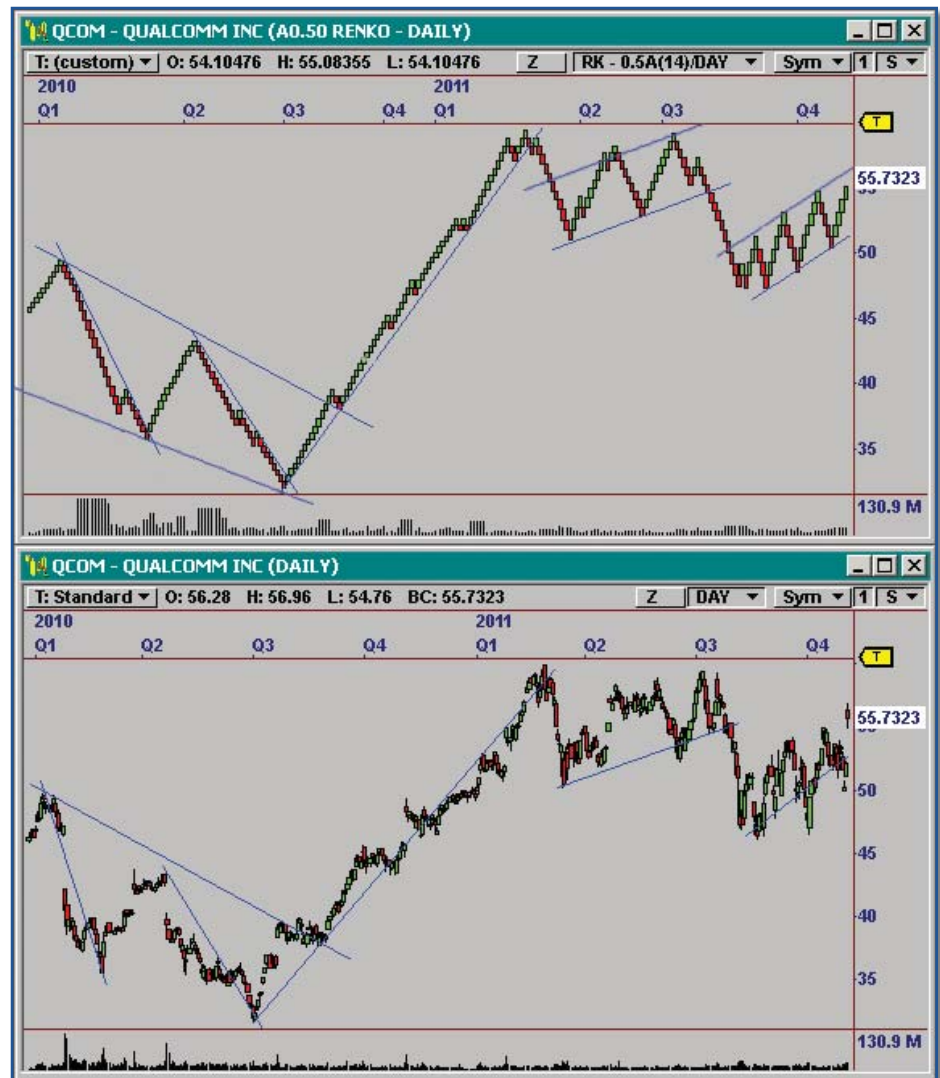 QCOM - QUALCOMM INC (A0.50 RENKO - DAILY)
T: (custom) O: 54.10476 H: 55.08355 L: 54.10476 Z RK - 0.5A(14)/DAY Sym 1 S
2010 2011
Q1 Q2 Q3 Q4 Q1 Q2 Q3 Q4
T
55.7323
50
45
40
35
130.9 M
QCOM - QUALCOMM INC (DAILY)
T: Standard O: 56.28 H: 56.96 L: 54.76 BC: 55.7323 Z DAY Sym 1 S
2010 2011
Q1 Q2 Q3 Q4 Q1 Q2 Q3 Q4
T
55.7323
50
45
40
35
130.9 M